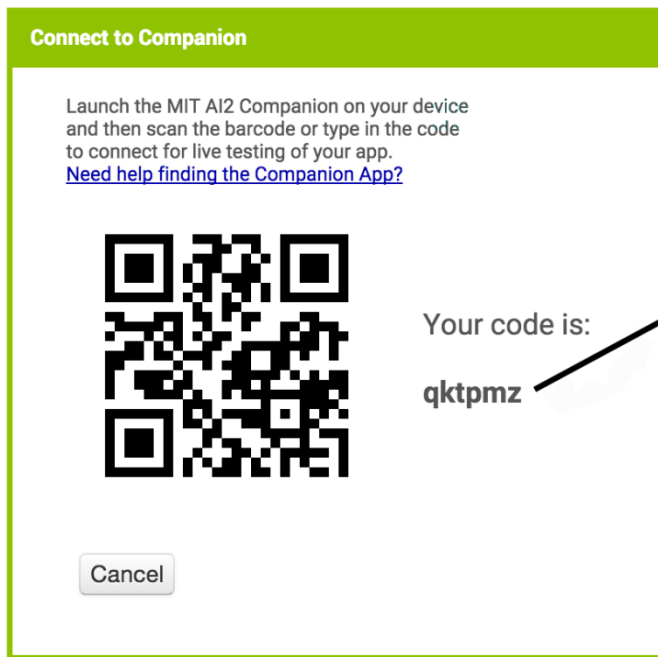 Connect to Companion
Launch the MIT AI2 Companion on your device
and then scan the barcode or type in the code
to connect for live testing of your app.
Need help finding the Companion App?
Your code is:
qktpmz
Cancel